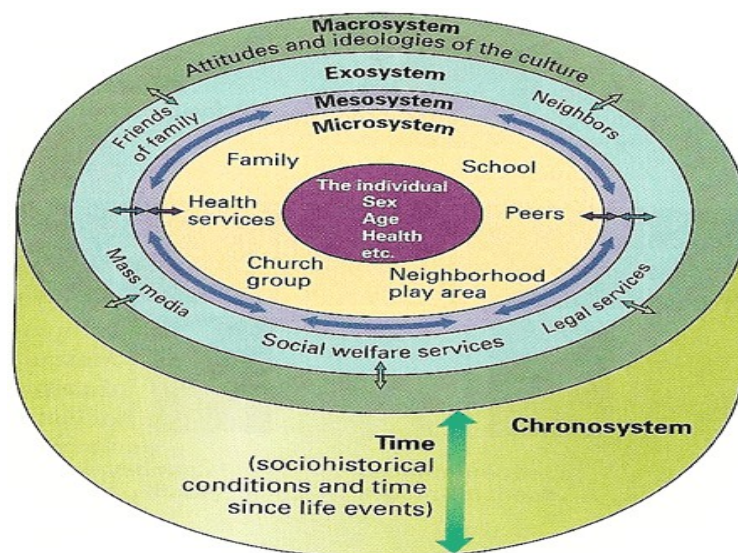 Macrosystem
Attitudes and ideologies of the culture
Exosystem
Mesosystem
Microsystem
Friends
of family
Neighbors
Family
School
The individual
Sex
Age
Health
etc.
Health
services
Peers
Church
group
Neighborhood
play area
Mass media
Social welfare services
Legal services
Time
(sociohistorical
conditions and time
since life events)
Chronosystem